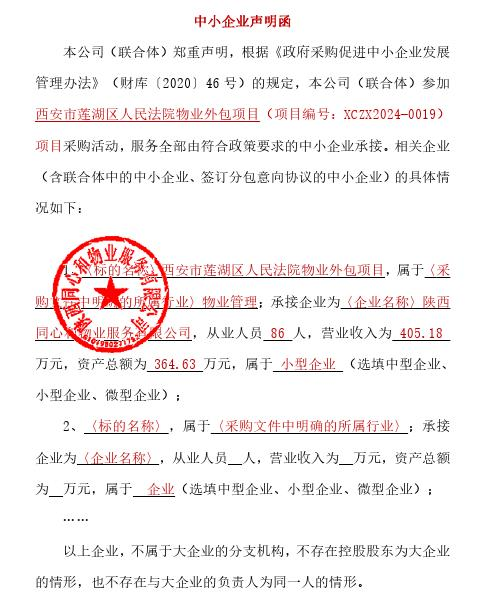 中小企业声明函
本公司（联合体）郑重声明，根据《政府采购促进中小企业发展
管理办法》（财库〔2020〕46号）的规定，本公司（联合体）参加
西安市莲湖区人民法院物业外包项目（项目编号：XCZX2024—0019）
项目采购活动，服务全部由符合政策要求的中小企业承接。相关企业
（含联合体中的中小企业、签订分包意向协议的中小企业）的具体情
况如下：
1、〈标的名称〉西安市莲湖区人民法院物业外包项目，属于〈采
购文件中明确的所属行业〉物业管理；承接企业为〈企业名称〉陕西
同心和物业服务有限公司，从业人员 86 人，营业收入为 405.18
万元，资产总额为 364.63 万元，属于 小型企业 （选填中型企业、
小型企业、微型企业）；
陕西同心和物业服务有限公司
2、〈标的名称〉，属于〈采购文件中明确的所属行业〉；承接
企业为〈企业名称〉，从业人员__人，营业收入为__万元，资产总额
为__万元，属于 企业（选填中型企业、小型企业、微型企业）；
……
以上企业，不属于大企业的分支机构，不存在控股股东为大企业
的情形，也不存在与大企业的负责人为同一人的情形。